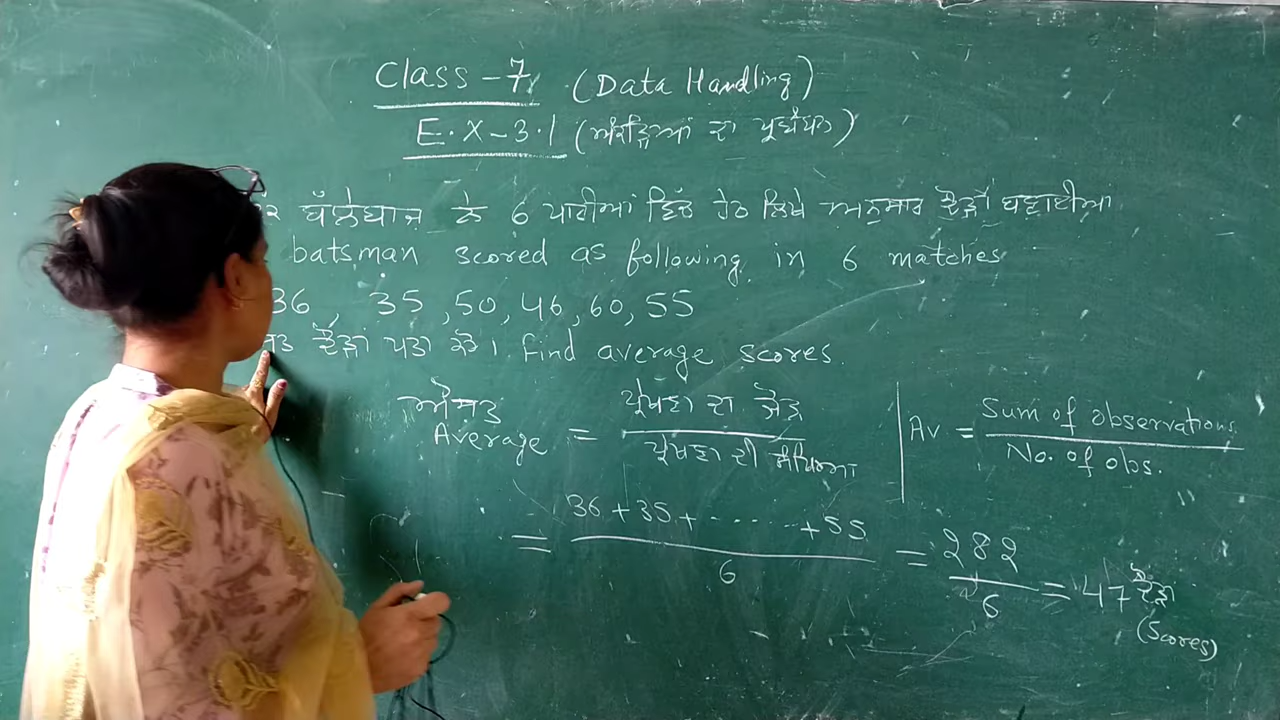 Class - 7 (Data Handling)
E.X-3.1 (ਅੰਕੜਿਆਂ ਦਾ ਪ੍ਰਬੰਧਨ)
ਬੱਲੇਬਾਜ਼ ਨੇ 6 ਪਾਰੀਆਂ ਵਿੱਚ ਹੇਠ ਲਿਖੇ ਅਨੁਸਾਰ ਦੌੜਾਂ ਬਣਾਈਆ
batsman scored as following in 6 matches
36, 35, 50, 46, 60, 55
ਦੌੜਾਂ ਪਤਾ ਕਰੋ। Find average scores.
ਔਸਤ Average = ਪ੍ਰੇਖਣਾ ਦਾ ਜੋੜ / ਪ੍ਰੇਖਣਾ ਦੀ ਸੰਖਿਆ
Av = Sum of observations / No. of obs.
= 36 + 35 + ...... + 55 / 6 = 282 / 6 = 47 ਦੌੜਾਂ
(Scores)